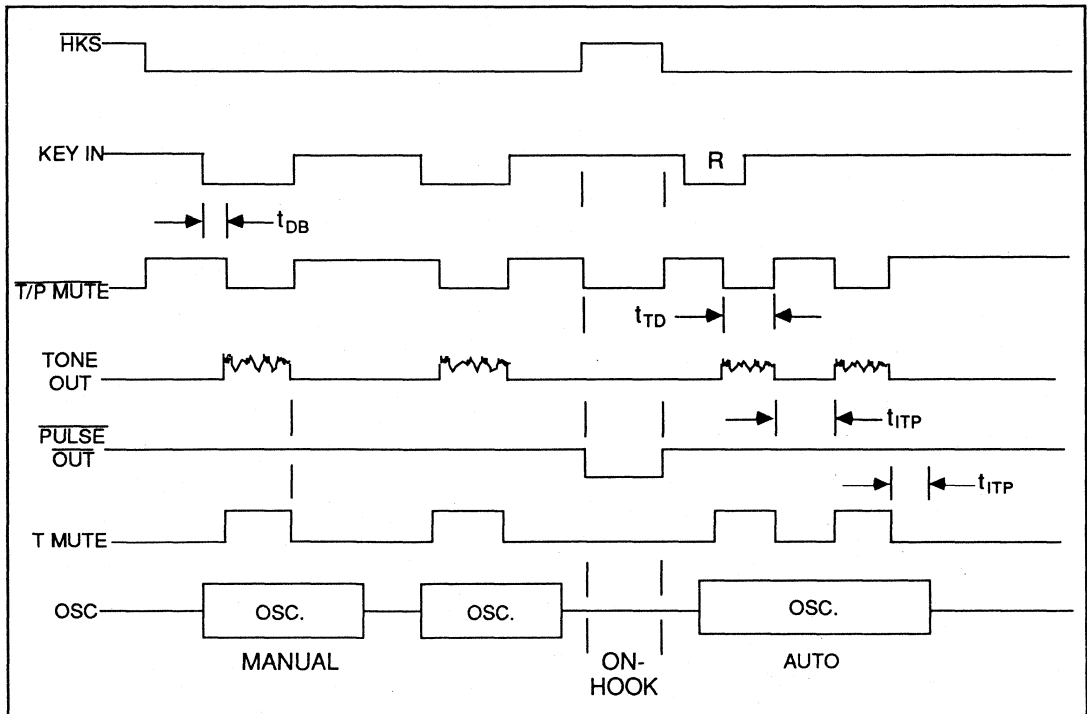 HKS
KEY IN
R
tDB
T/P MUTE
tTD
TONE
OUT
tITP
PULSE
OUT
tITP
T MUTE
OSC
OSC.
OSC.
OSC.
MANUAL
ON-
HOOK
AUTO